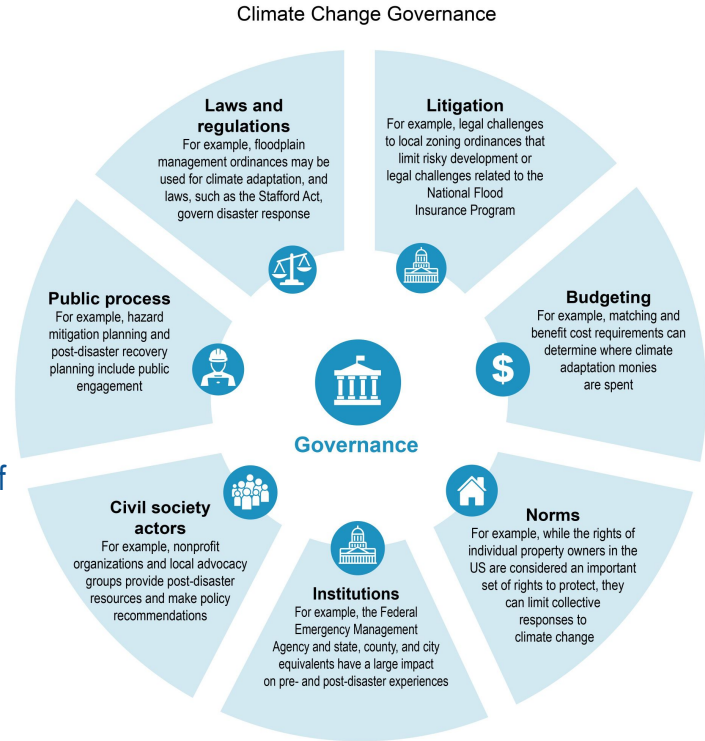 Climate Change Governance
Laws and
regulations
For example, floodplain
management ordinances may be
used for climate adaptation, and
laws, such as the Stafford Act,
govern disaster response
Litigation
For example, legal challenges
to local zoning ordinances that
limit risky development or
legal challenges related to the
National Flood
Insurance Program
Public process
For example, hazard
mitigation planning and
post-disaster recovery
planning include public
engagement
Budgeting
For example, matching and
benefit cost requirements can
determine where climate
adaptation monies
are spent
$
Governance
f
Civil society
actors
For example, nonprofit
organizations and local advocacy
groups provide post-disaster
resources and make policy
recommendations
Institutions
For example, the Federal
Emergency Management
Agency and state, county, and city
equivalents have a large impact
on pre- and post-disaster experiences
Norms
For example, while the rights of
individual property owners in the
US are considered an important
set of rights to protect, they
can limit collective
responses to
climate change